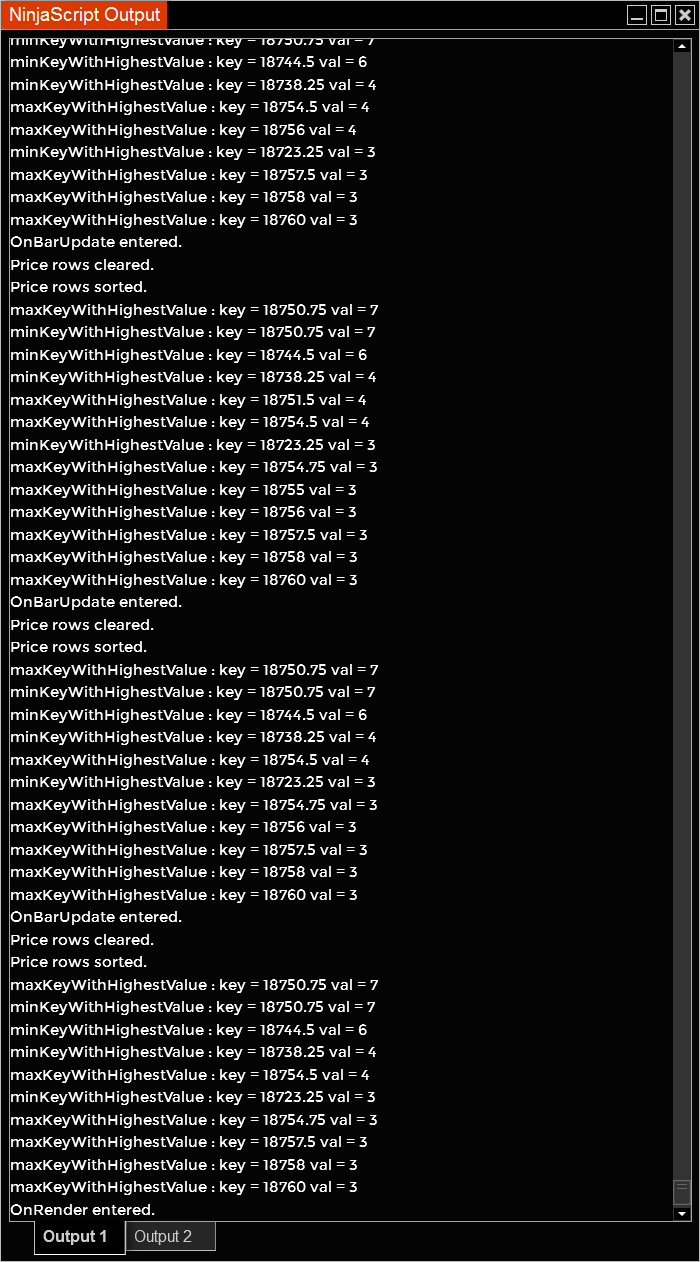 NinjaScript Output
minKeyWithHighestValue : key = 18750.75 val = 7
minKeyWithHighestValue : key = 18744.5 val = 6
minKeyWithHighestValue : key = 18738.25 val = 4
maxKeyWithHighestValue : key = 18754.5 val = 4
maxKeyWithHighestValue : key = 18756 val = 4
minKeyWithHighestValue : key = 18723.25 val = 3
maxKeyWithHighestValue : key = 18757.5 val = 3
maxKeyWithHighestValue : key = 18758 val = 3
maxKeyWithHighestValue : key = 18760 val = 3
OnBarUpdate entered.
Price rows cleared.
Price rows sorted.
maxKeyWithHighestValue : key = 18750.75 val = 7
minKeyWithHighestValue : key = 18750.75 val = 7
minKeyWithHighestValue : key = 18744.5 val = 6
minKeyWithHighestValue : key = 18738.25 val = 4
maxKeyWithHighestValue : key = 18751.5 val = 4
maxKeyWithHighestValue : key = 18754.5 val = 4
minKeyWithHighestValue : key = 18723.25 val = 3
maxKeyWithHighestValue : key = 18754.75 val = 3
maxKeyWithHighestValue : key = 18755 val = 3
maxKeyWithHighestValue : key = 18756 val = 3
maxKeyWithHighestValue : key = 18757.5 val = 3
maxKeyWithHighestValue : key = 18758 val = 3
maxKeyWithHighestValue : key = 18760 val = 3
OnBarUpdate entered.
Price rows cleared.
Price rows sorted.
maxKeyWithHighestValue : key = 18750.75 val = 7
minKeyWithHighestValue : key = 18750.75 val = 7
minKeyWithHighestValue : key = 18744.5 val = 6
minKeyWithHighestValue : key = 18738.25 val = 4
maxKeyWithHighestValue : key = 18754.5 val = 4
minKeyWithHighestValue : key = 18723.25 val = 3
maxKeyWithHighestValue : key = 18754.75 val = 3
maxKeyWithHighestValue : key = 18756 val = 3
maxKeyWithHighestValue : key = 18757.5 val = 3
maxKeyWithHighestValue : key = 18758 val = 3
maxKeyWithHighestValue : key = 18760 val = 3
OnBarUpdate entered.
Price rows cleared.
Price rows sorted.
maxKeyWithHighestValue : key = 18750.75 val = 7
minKeyWithHighestValue : key = 18750.75 val = 7
minKeyWithHighestValue : key = 18744.5 val = 6
minKeyWithHighestValue : key = 18738.25 val = 4
maxKeyWithHighestValue : key = 18754.5 val = 4
minKeyWithHighestValue : key = 18723.25 val = 3
maxKeyWithHighestValue : key = 18754.75 val = 3
maxKeyWithHighestValue : key = 18757.5 val = 3
maxKeyWithHighestValue : key = 18758 val = 3
maxKeyWithHighestValue : key = 18760 val = 3
OnRender entered.
Output 1 Output 2